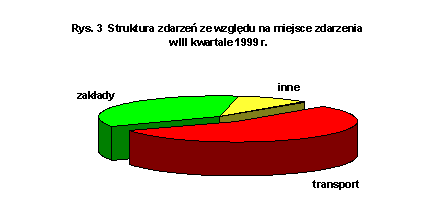 Rys. 3 Struktura zdarzeń ze względu na miejsce zdarzenia
w III kwartale 1999 r.
inne
zakłady
transport